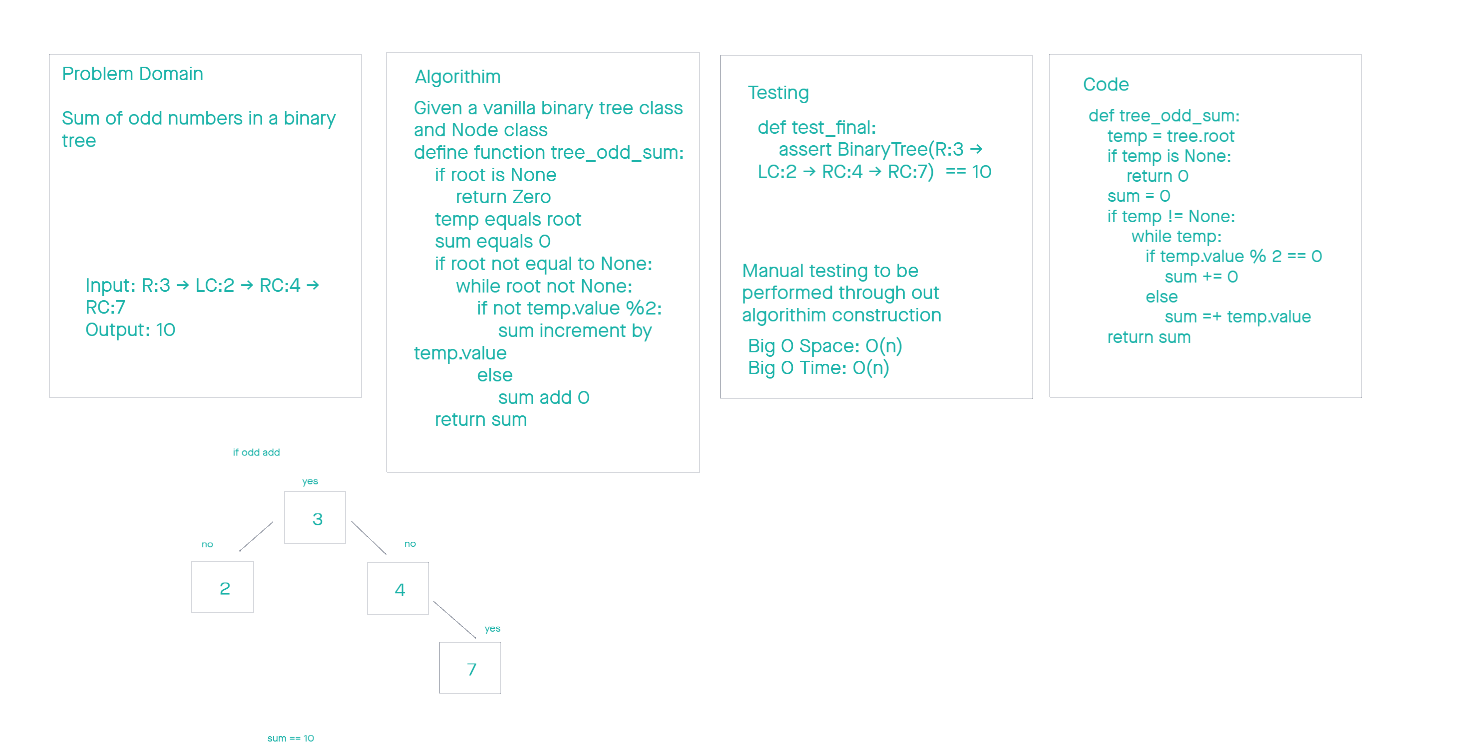 Problem Domain
Sum of odd numbers in a binary
tree
Input: R:3 → LC:2 → RC:4 →
RC:7
Output: 10
Algorithim
Given a vanilla binary tree class
and Node class
define function tree_odd_sum:
if root is None
return Zero
temp equals root
sum equals 0
if root not equal to None:
while root not None:
if not temp.value %2:
sum increment by
temp.value
else
sum add 0
return sum
Testing
def test_final:
assert BinaryTree(R:3 →
LC:2 → RC:4 → RC:7) == 10
Manual testing to be
performed through out
algorithim construction
Big O Space: O(n)
Big O Time: O(n)
Code
def tree_odd_sum:
temp = tree.root
if temp is None:
return 0
sum = 0
if temp != None:
while temp:
if temp.value % 2 == 0
sum += 0
else
sum =+ temp.value
return sum
if odd add
yes
3
no
no
2
4
yes
7
sum == 10